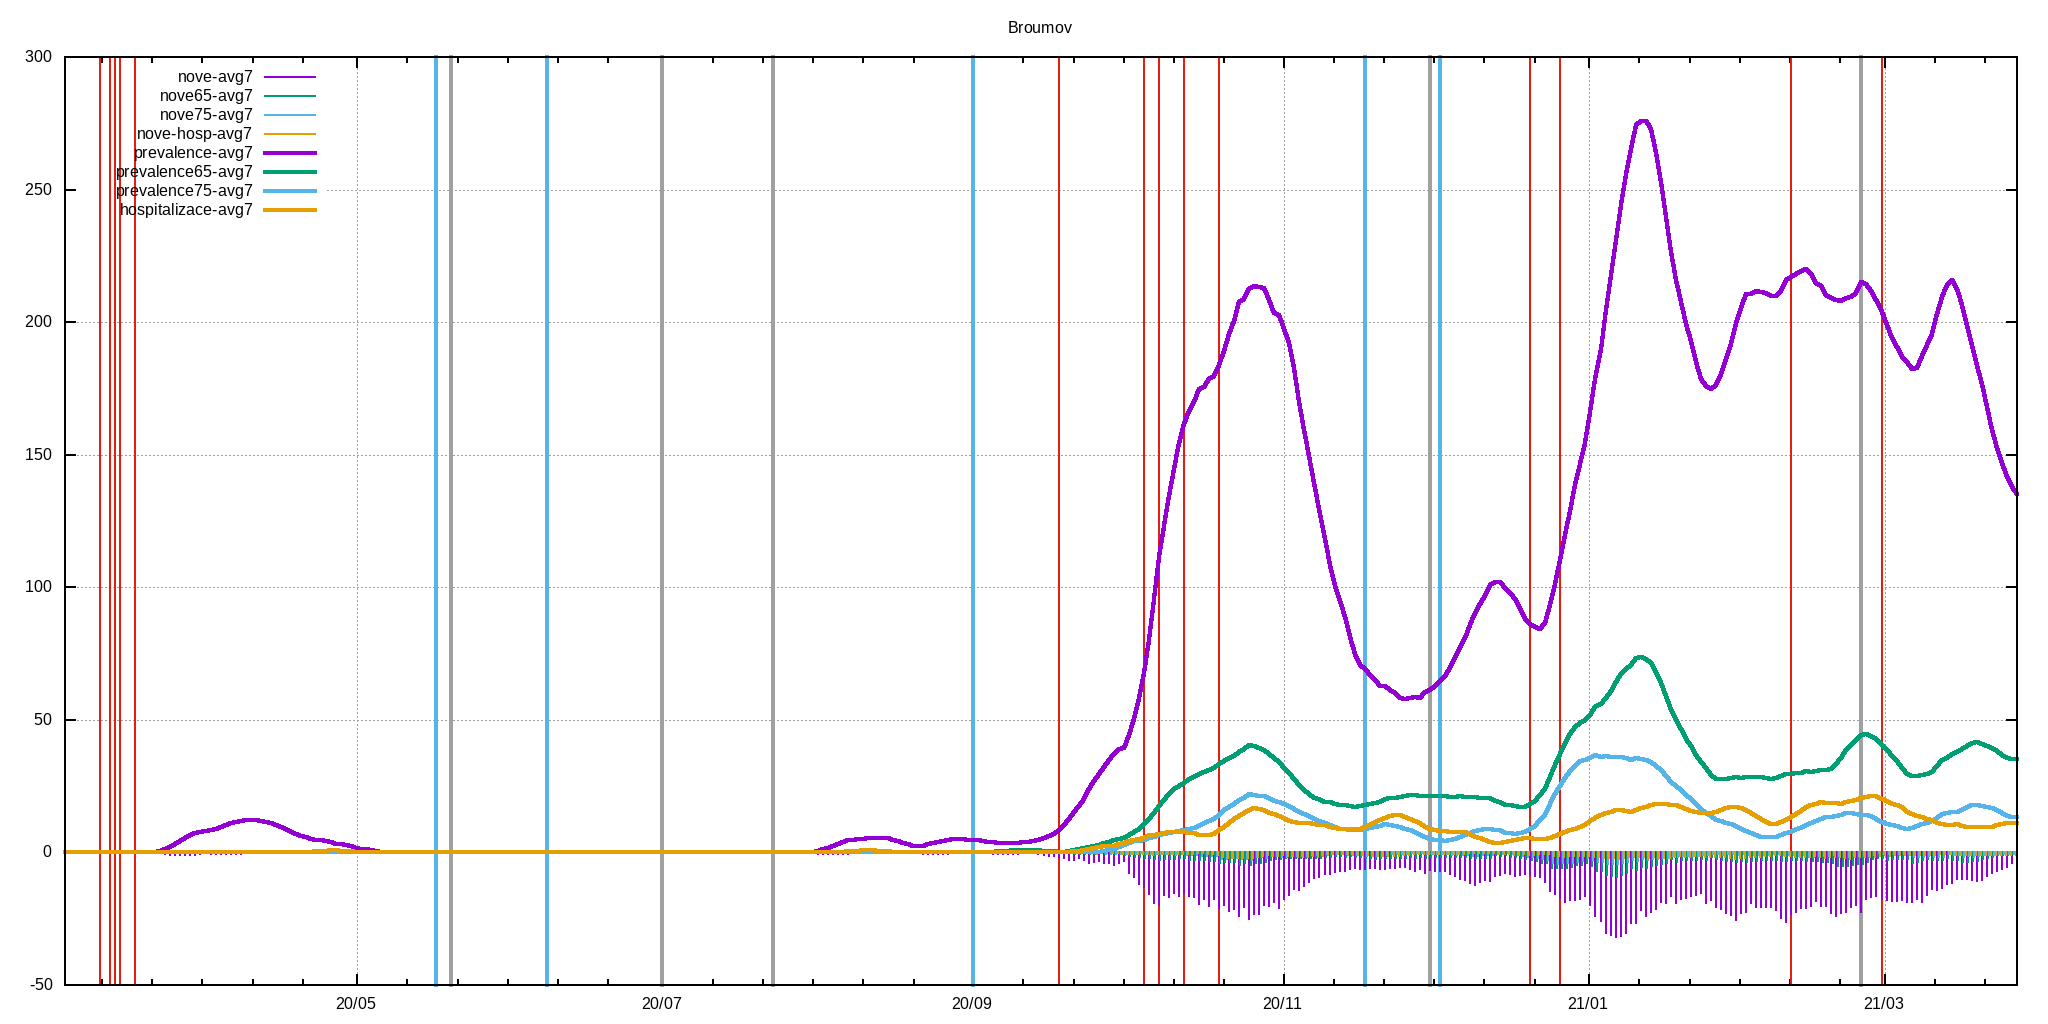 Broumov
300
nove-avg7
nove65-avg7
nove75-avg7
nove-hosp-avg7
prevalence-avg7
prevalence65-avg7
prevalence75-avg7
250
hospitalizace-avg7
200
150
100
50
0
-50
20/05 20/07 20/09 20/11 21/01 21/03